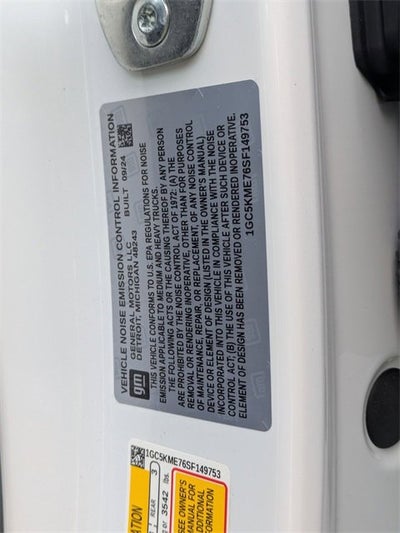 gm
VEHICLE NOISE EMISSION CONTROL INFORMATION
GENERAL MOTORS LLC
DETROIT, MICHIGAN 48243
BUILT 09/24
THIS VEHICLE CONFORMS TO U.S. EPA REGULATIONS FOR NOISE
EMISSION APPLICABLE TO MEDIUM AND HEAVY TRUCKS.
THE FOLLOWING ACTS OR THE CAUSING THEREOF BY ANY PERSON
ARE PROHIBITED BY THE NOISE CONTROL ACT OF 1972: (A) THE
REMOVAL OR RENDERING INOPERATIVE, OTHER THAN FOR PURPOSES
OF MAINTENANCE, REPAIR, OR REPLACEMENT, OF ANY NOISE CONTROL
DEVICE OR ELEMENT OF DESIGN (LISTED IN THE OWNER'S MANUAL)
INCORPORATED INTO THIS VEHICLE IN COMPLIANCE WITH THE NOISE
CONTROL ACT; (B) THE USE OF THIS VEHICLE AFTER SUCH DEVICE OR
ELEMENT OF DESIGN HAS BEEN REMOVED OR RENDERED INOPERATIVE.
1GC5KME76SF149753
1GC5KME76SF149753
REAR 3
or 3542 lbs.
SEE OWNER'S
MANUAL FOR
ADDITIONAL
INFORMATION